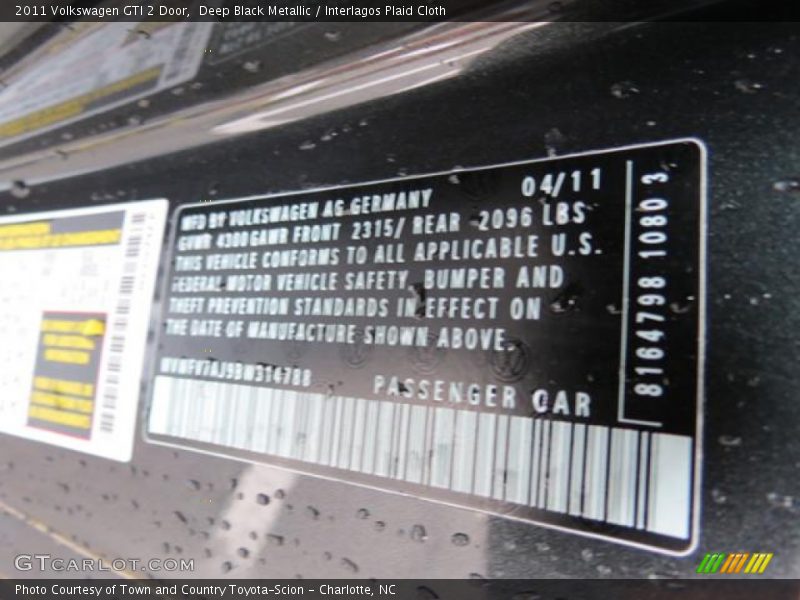 2011 Volkswagen GTI 2 Door, Deep Black Metallic / Interlagos Plaid Cloth
04/11
MFD BY VOLKSWAGEN AG GERMANY
GVWR 4300 GAWR FRONT 2315/ REAR 2096 LBS
THIS VEHICLE CONFORMS TO ALL APPLICABLE U.S.
FEDERAL MOTOR VEHICLE SAFETY, BUMPER AND
THEFT PREVENTION STANDARDS IN EFFECT ON
THE DATE OF MANUFACTURE SHOWN ABOVE.
PASSENGER CAR
8164798 1080 3
GTCARLOT.COM
Photo Courtesy of Town and Country Toyota-Scion - Charlotte, NC